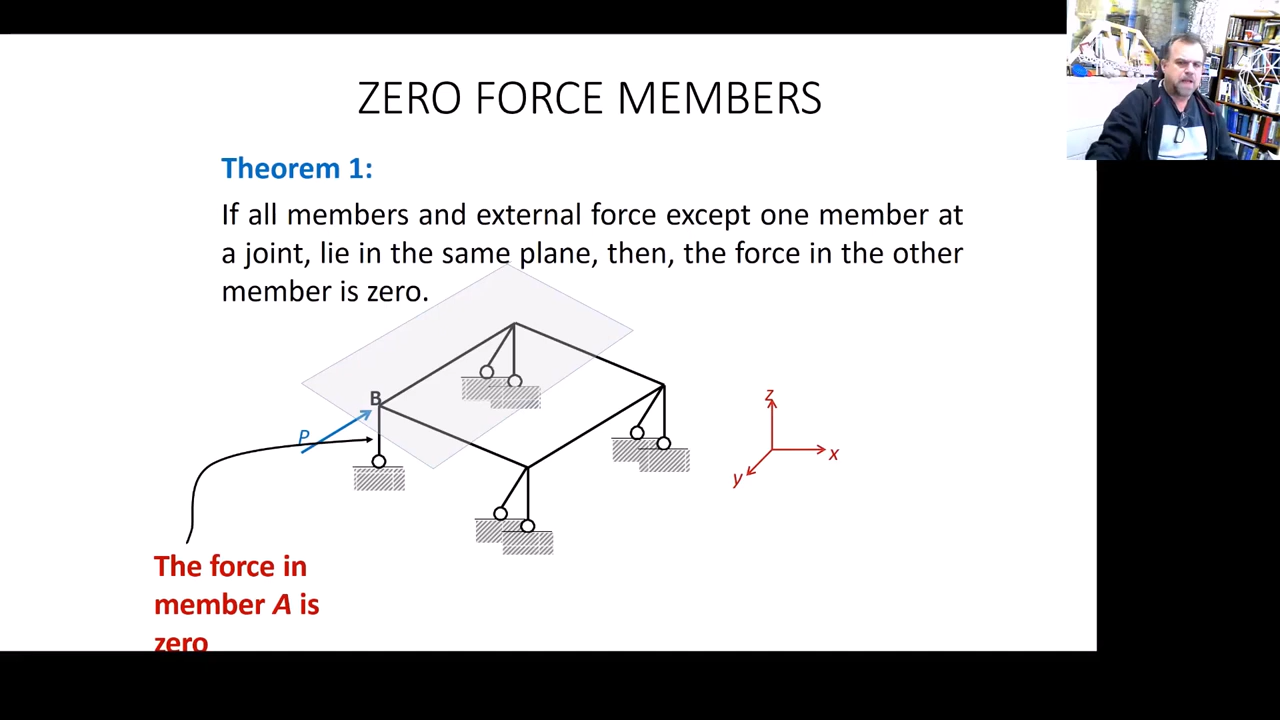 ZERO FORCE MEMBERS
Theorem 1:
If all members and external force except one member at
a joint, lie in the same plane, then, the force in the other
member is zero.
B
P
z
x
y
The force in
member A is
zero